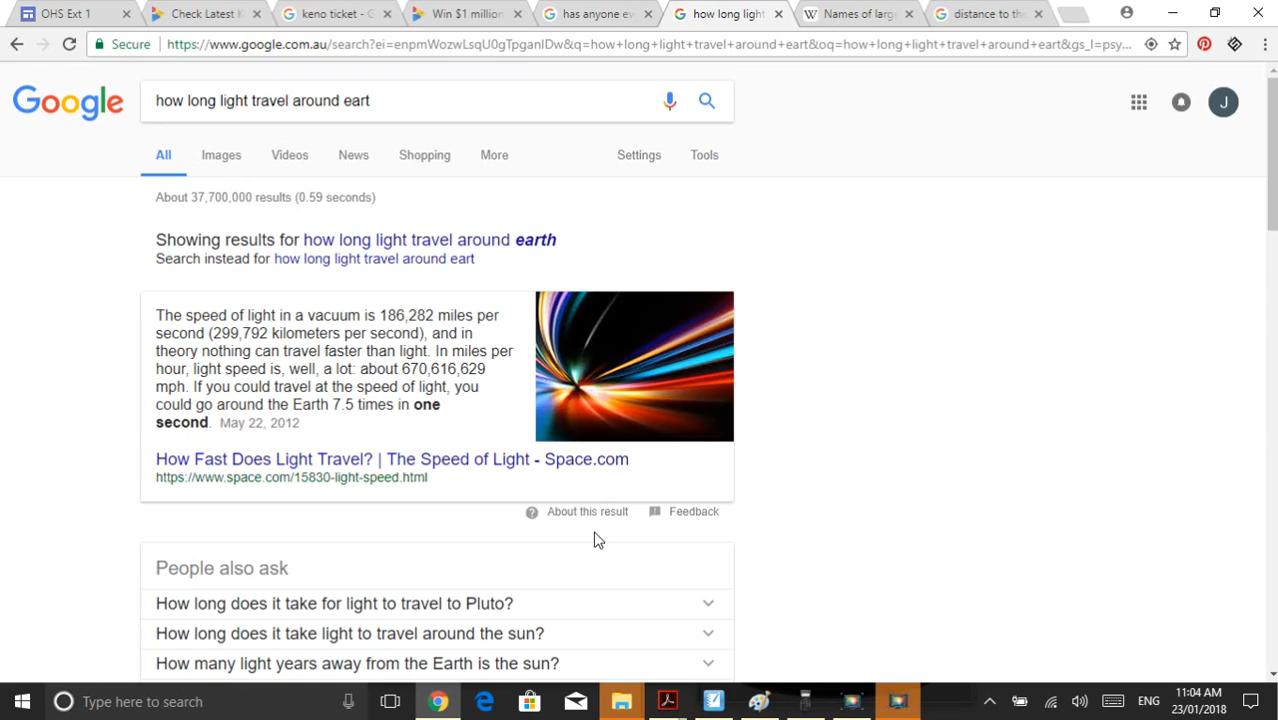 OHS Ext 1
Check Latest K
keno ticket - G
Win $1 million
has anyone ev
how long light
Names of larg
distance to th
Secure
https://www.google.com.au/search?ei=enpmWozwLsqU0gTpganIDw&q=how+long+light+travel+around+eart&oq=how+long+light+travel+around+eart&gs_l=psy...
Google
how long light travel around eart
J
All Images Videos News Shopping More Settings Tools
About 37,700,000 results (0.59 seconds)
Showing results for how long light travel around earth
Search instead for how long light travel around eart
The speed of light in a vacuum is 186,282 miles per
second (299,792 kilometers per second), and in
theory nothing can travel faster than light. In miles per
hour, light speed is, well, a lot: about 670,616,629
mph. If you could travel at the speed of light, you
could go around the Earth 7.5 times in one
second. May 22, 2012
How Fast Does Light Travel? | The Speed of Light - Space.com
https://www.space.com/15830-light-speed.html
About this result Feedback
People also ask
How long does it take for light to travel to Pluto?
How long does it take light to travel around the sun?
How many light years away from the Earth is the sun?
Type here to search
ENG
11:04 AM
23/01/2018